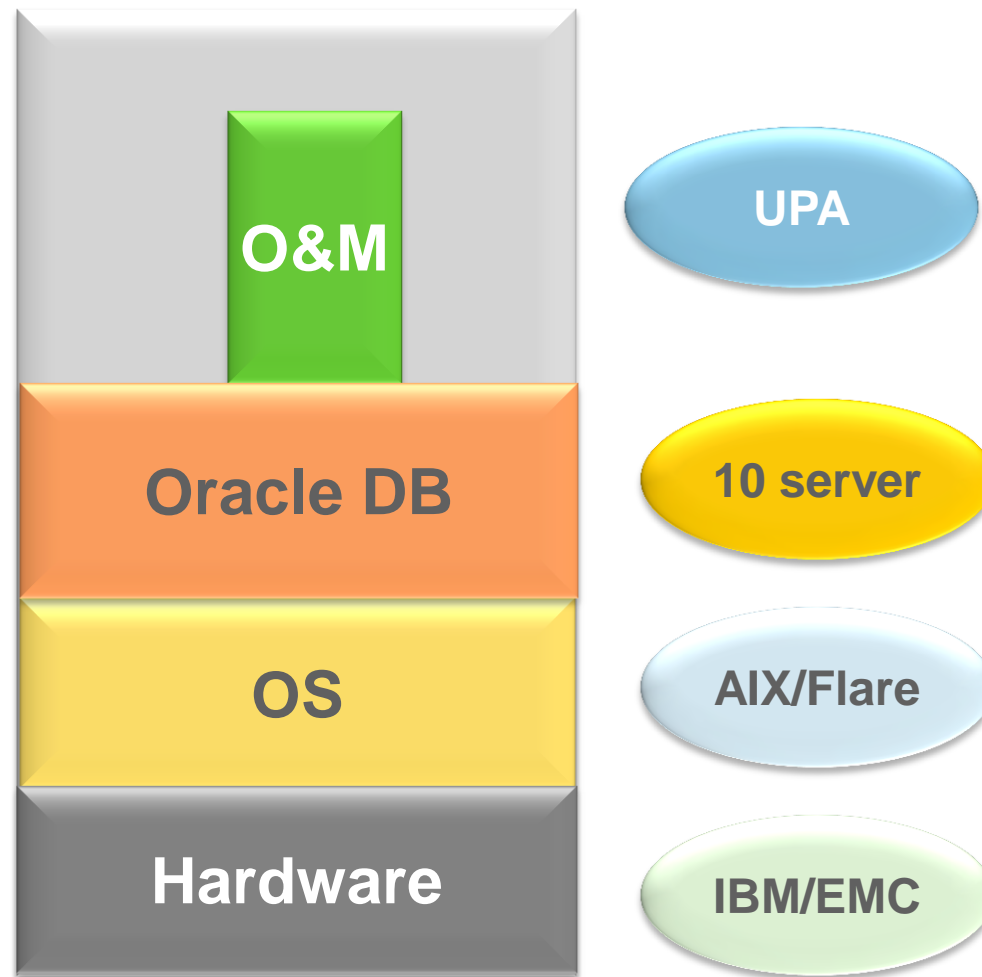 O&M
UPA
Oracle DB
10 server
OS
AIX/Flare
Hardware
IBM/EMC